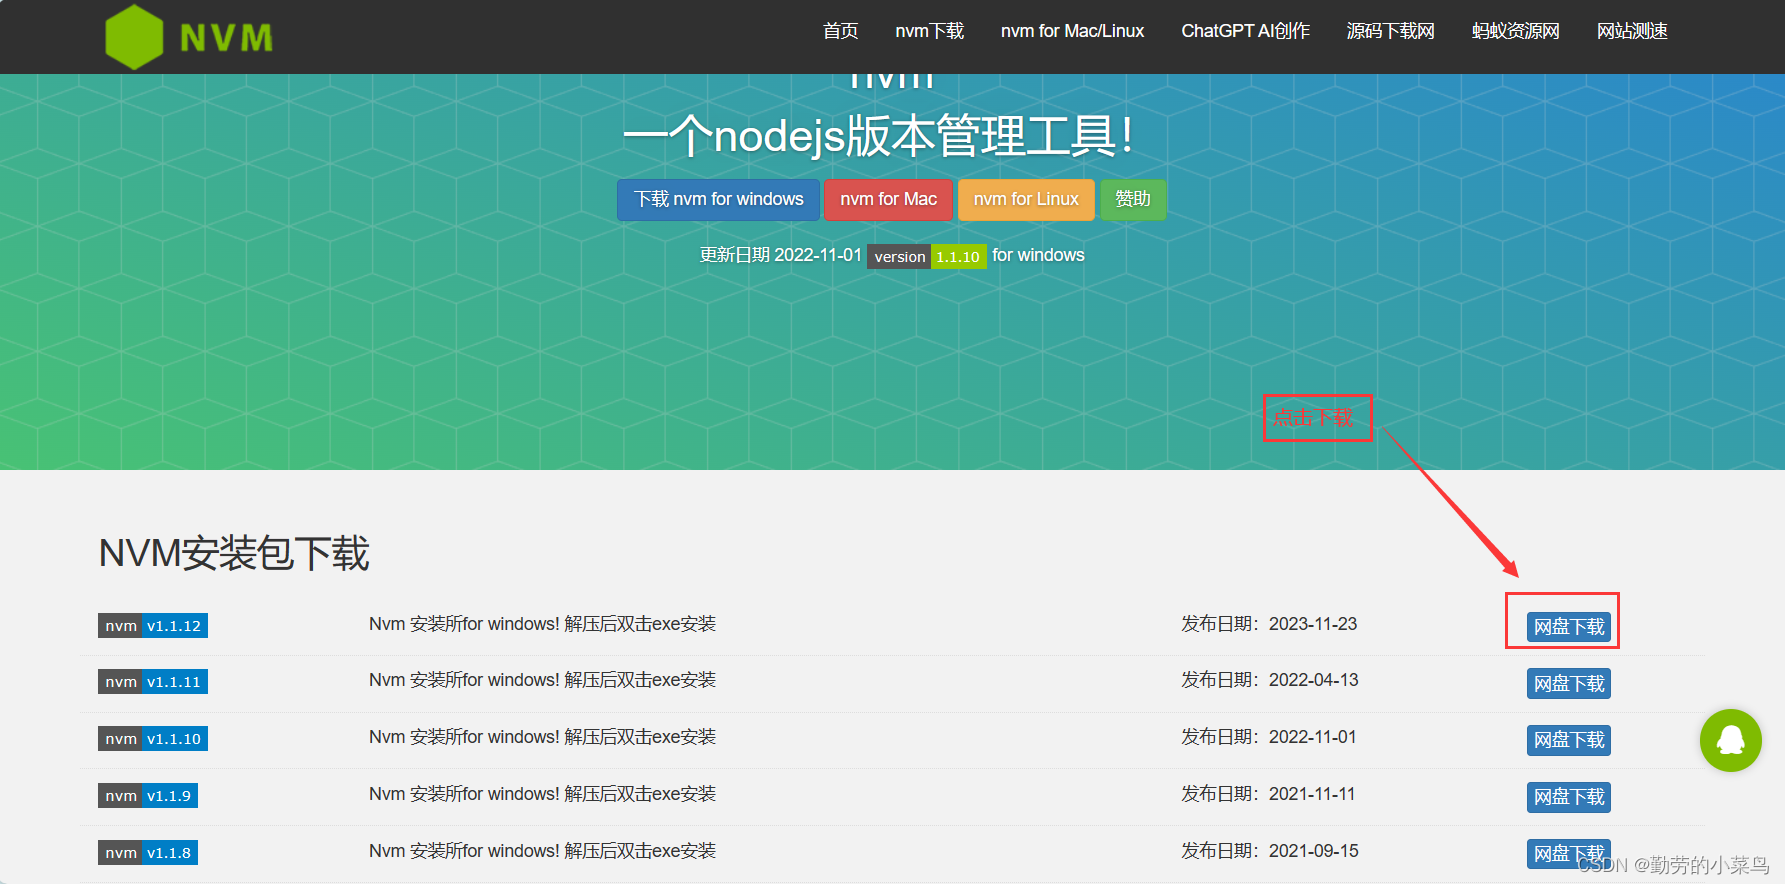 NVM
首页 nvm下载 nvm for Mac/Linux ChatGPT AI创作 源码下载网 蚂蚁资源网 网站测速
nvm
一个nodejs版本管理工具！
下载 nvm for windows nvm for Mac nvm for Linux 赞助
更新日期 2022-11-01 version 1.1.10 for windows
点击下载
NVM安装包下载
nvm v1.1.12 Nvm 安装所for windows! 解压后双击exe安装 发布日期：2023-11-23 网盘下载
nvm v1.1.11 Nvm 安装所for windows! 解压后双击exe安装 发布日期：2022-04-13 网盘下载
nvm v1.1.10 Nvm 安装所for windows! 解压后双击exe安装 发布日期：2022-11-01 网盘下载
nvm v1.1.9 Nvm 安装所for windows! 解压后双击exe安装 发布日期：2021-11-11 网盘下载
nvm v1.1.8 Nvm 安装所for windows! 解压后双击exe安装 发布日期：2021-09-15 网盘下载
CSDN @勤劳的小菜鸟